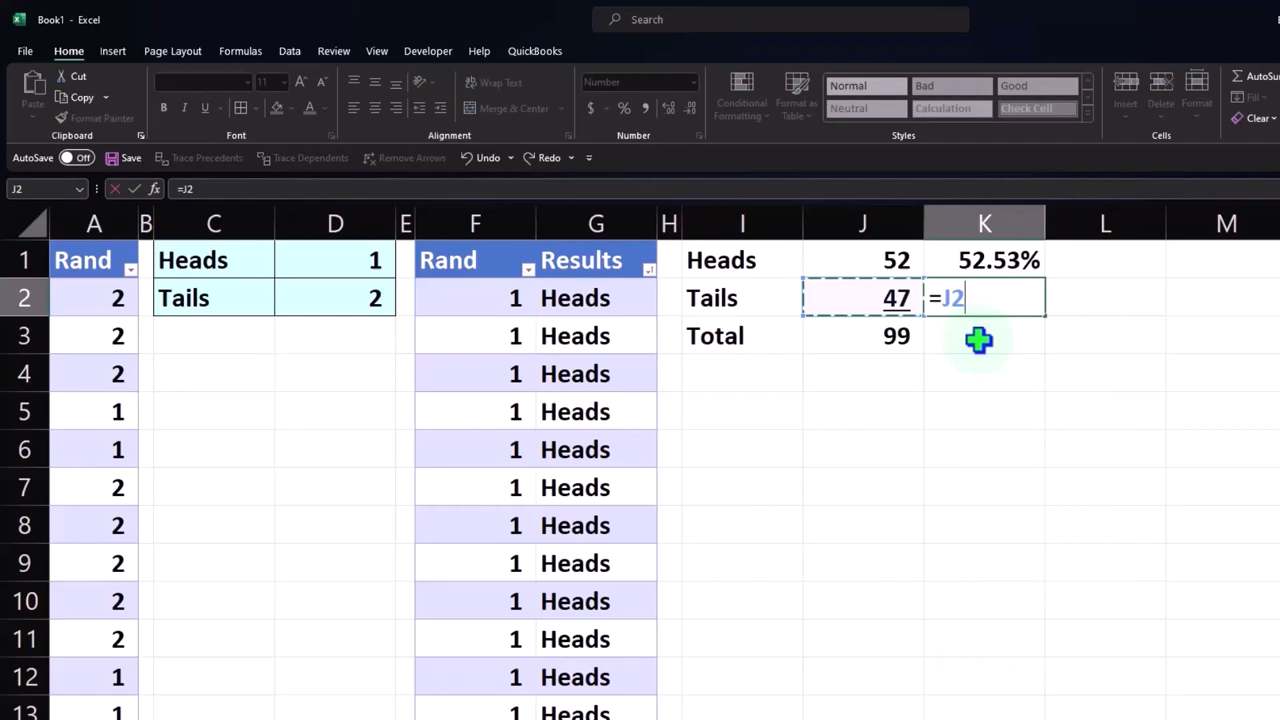 Book1 - Excel
Search
File Home Insert Page Layout Formulas Data Review View Developer Help QuickBooks
Paste
Cut
Copy
Format Painter
Clipboard
11
B I U
Font
Wrap Text
Merge & Center
Alignment
Number
$ % ,
Number
Conditional Formatting
Format as Table
Normal Bad Good
Neutral Calculation Check Cell
Styles
Insert Delete Format
Cells
AutoSu
Fill
Clear
AutoSave Off Save Trace Precedents Trace Dependents Remove Arrows Undo Redo
J2 fx =J2
A B C D E F G H I J K L M
1 Rand Heads 1 Rand Results Heads 52 52.53%
2 2 Tails 2 1 Heads Tails 47 =J2
3 2 1 Heads Total 99
4 2 1 Heads
5 1 1 Heads
6 1 1 Heads
7 2 1 Heads
8 2 1 Heads
9 2 1 Heads
10 2 1 Heads
11 2 1 Heads
12 1 1 Heads
13 1 1 Heads